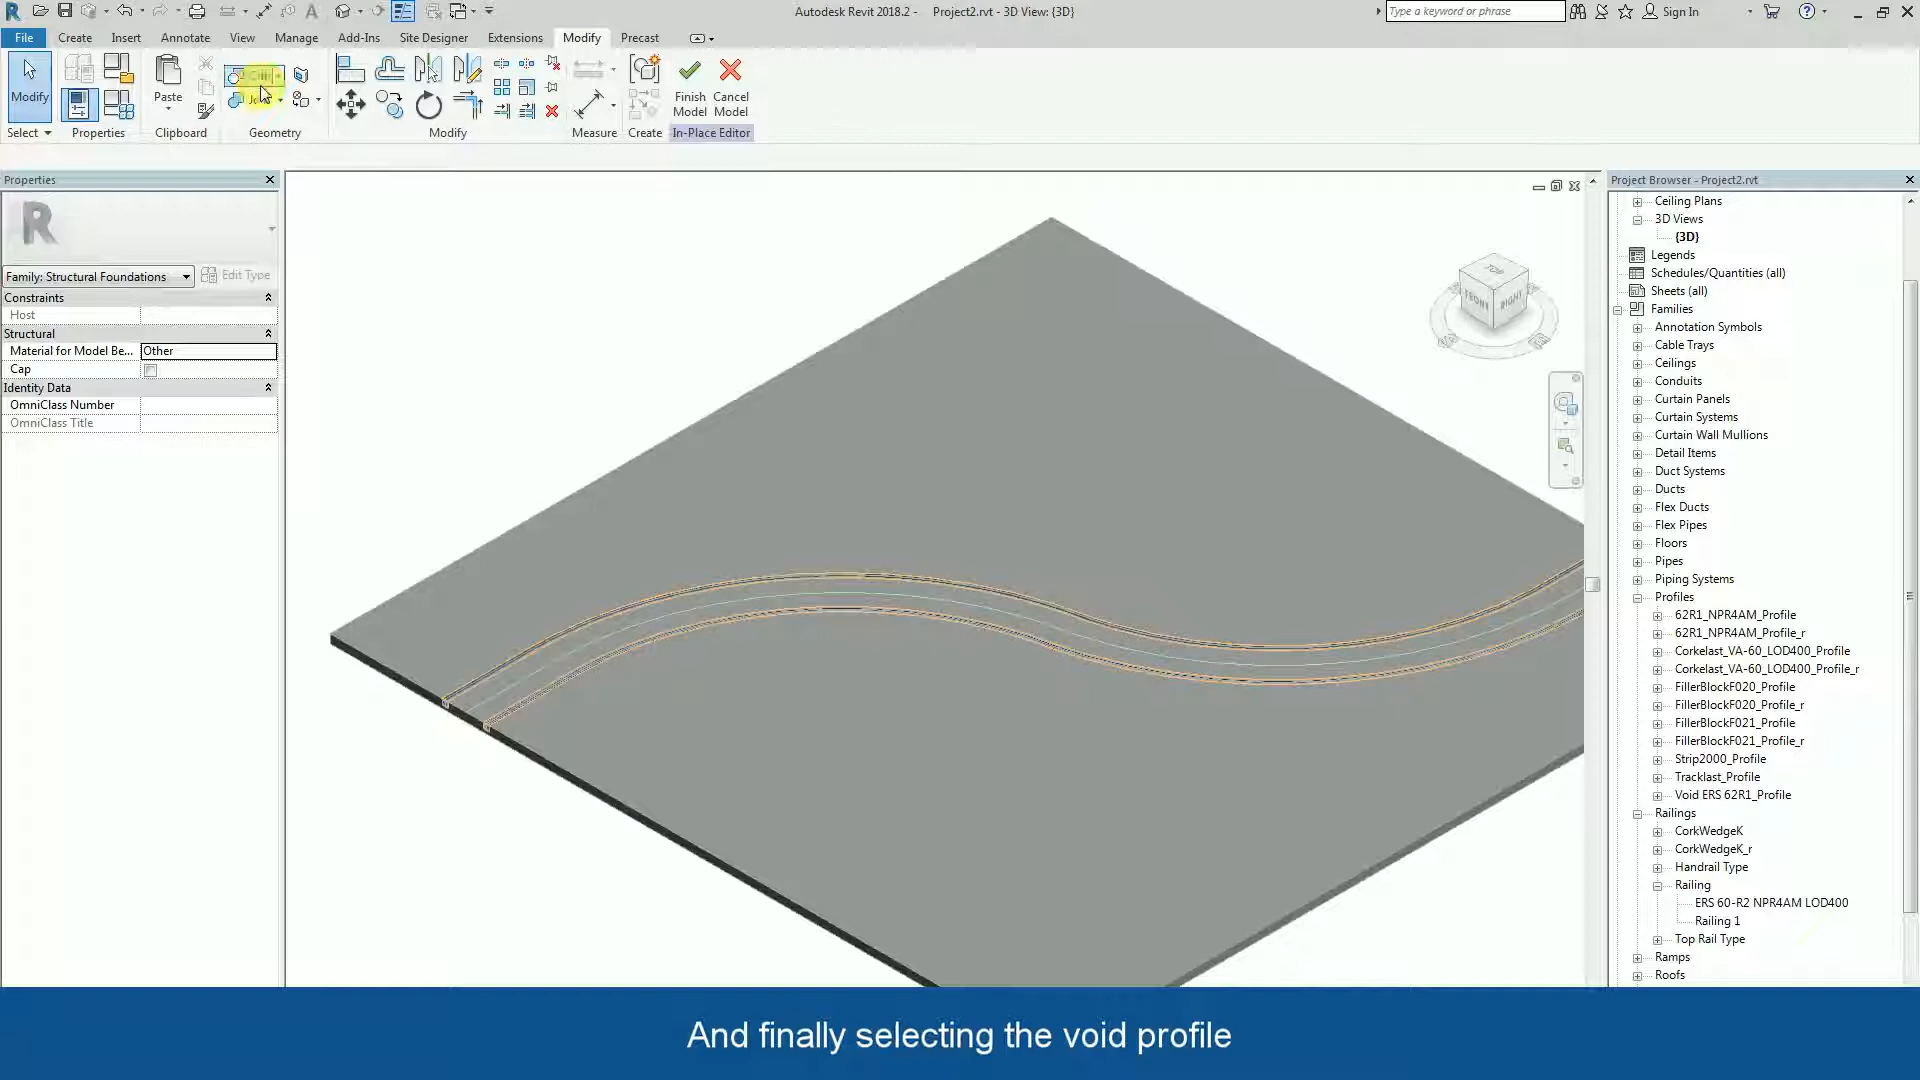 Autodesk Revit 2018.2 - Project2.rvt - 3D View: {3D}
Type a keyword or phrase
Sign In
File Create Insert Annotate View Manage Add-Ins Site Designer Extensions Modify Precast
Modify
Paste
Finish Model
Cancel Model
Select Properties Clipboard Geometry Modify Measure Create In-Place Editor
Properties
Family: Structural Foundations
Edit Type
Constraints
Host
Structural
Material for Model Be... Other
Cap
Identity Data
OmniClass Number
OmniClass Title
TOP
FRONT
RIGHT
Project Browser - Project2.rvt
Ceiling Plans
3D Views
{3D}
Legends
Schedules/Quantities (all)
Sheets (all)
Families
Annotation Symbols
Cable Trays
Ceilings
Conduits
Curtain Panels
Curtain Systems
Curtain Wall Mullions
Detail Items
Duct Systems
Ducts
Flex Ducts
Flex Pipes
Floors
Pipes
Piping Systems
Profiles
62R1_NPR4AM_Profile
62R1_NPR4AM_Profile_r
Corkelast_VA-60_LOD400_Profile
Corkelast_VA-60_LOD400_Profile_r
FillerBlockF020_Profile
FillerBlockF020_Profile_r
FillerBlockF021_Profile
FillerBlockF021_Profile_r
Strip2000_Profile
Tracklast_Profile
Void ERS 62R1_Profile
Railings
CorkWedgeK
CorkWedgeK_r
Handrail Type
Railing
ERS 60-R2 NPR4AM LOD400
Railing 1
Top Rail Type
Ramps
Roofs
And finally selecting the void profile